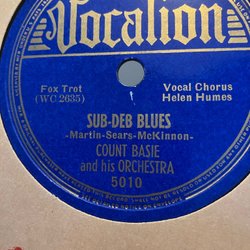 Vocalion
Fox Trot
(WC 2635)
Vocal Chorus
Helen Humes
SUB-DEB BLUES
-Martin-Sears-McKinnon-
COUNT BASIE
and his ORCHESTRA
5010